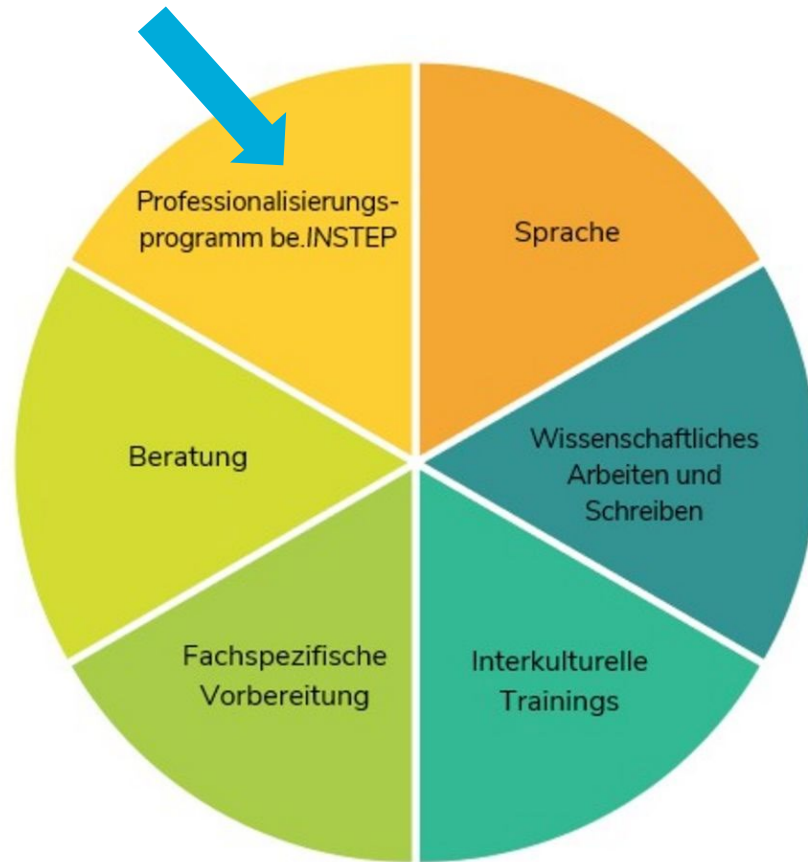 Professionalisierungs-
programm be.INSTEP
Sprache
Wissenschaftliches
Arbeiten und
Schreiben
Beratung
Fachspezifische
Vorbereitung
Interkulturelle
Trainings